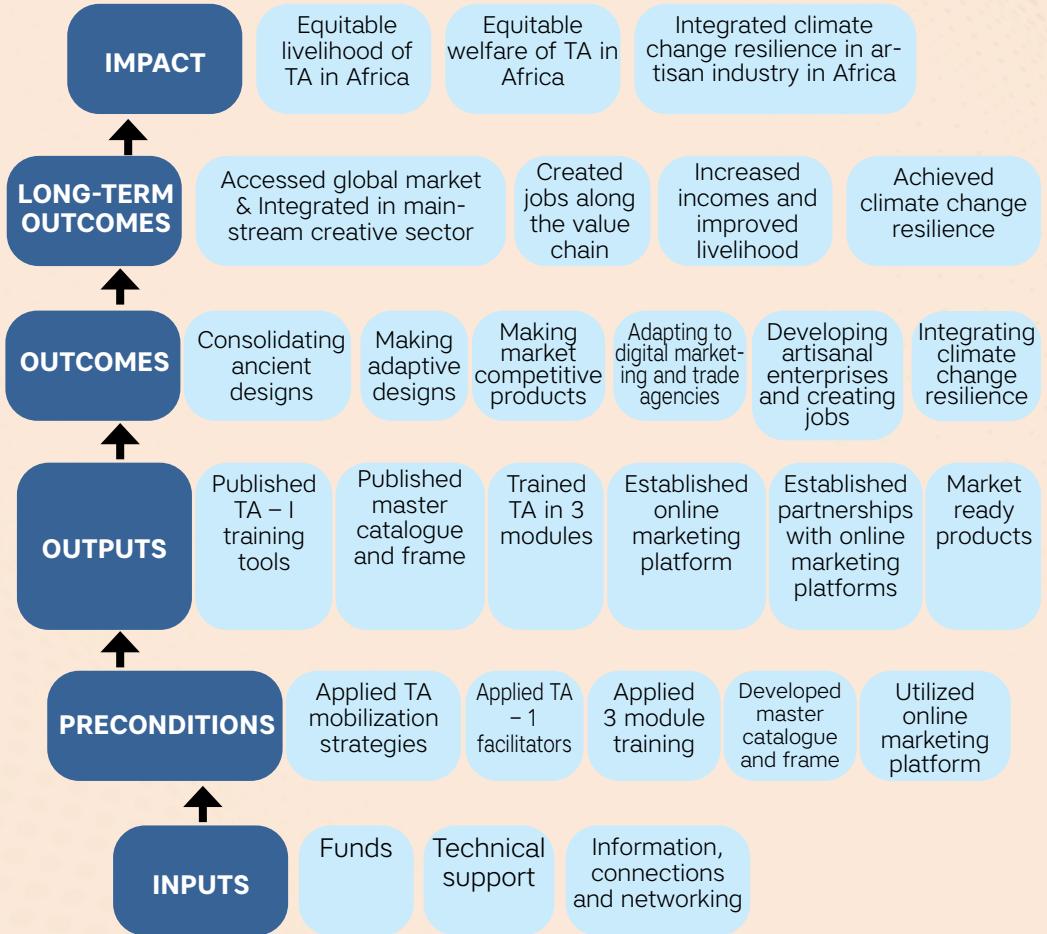 IMPACT
Equitable
livelihood of
TA in Africa
Equitable
welfare of TA in
Africa
Integrated climate
change resilience in ar-
tisan industry in Africa
LONG-TERM
OUTCOMES
Accessed global market
& Integrated in main-
stream creative sector
Created
jobs along
the value
chain
Increased
incomes and
improved
livelihood
Achieved
climate change
resilience
OUTCOMES
Consolidating
ancient
designs
Making
adaptive
designs
Making
market
competitive
products
Adapting to
digital market-
ing and trade
agencies
Developing
artisanal
enterprises
and creating
jobs
Integrating
climate
change
resilience
OUTPUTS
Published
TA – I
training
tools
Published
master
catalogue
and frame
Trained
TA in 3
modules
Established
online
marketing
platform
Established
partnerships
with online
marketing
platforms
Market
ready
products
PRECONDITIONS
Applied TA
mobilization
strategies
Applied TA
– 1
facilitators
Applied
3 module
training
Developed
master
catalogue
and frame
Utilized
online
marketing
platform
INPUTS
Funds
Technical
support
Information,
connections
and networking